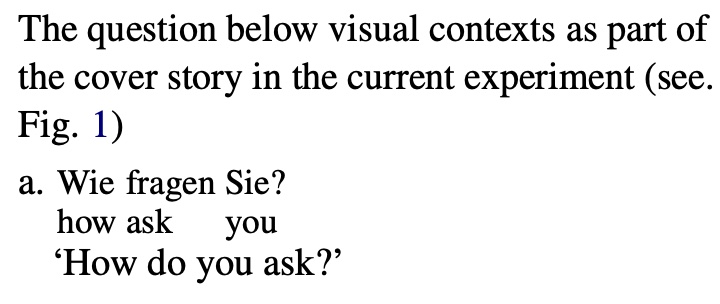 The question below visual contexts as part of
the cover story in the current experiment (see.
Fig. 1)
a. Wie fragen Sie?
how ask you
‘How do you ask?’